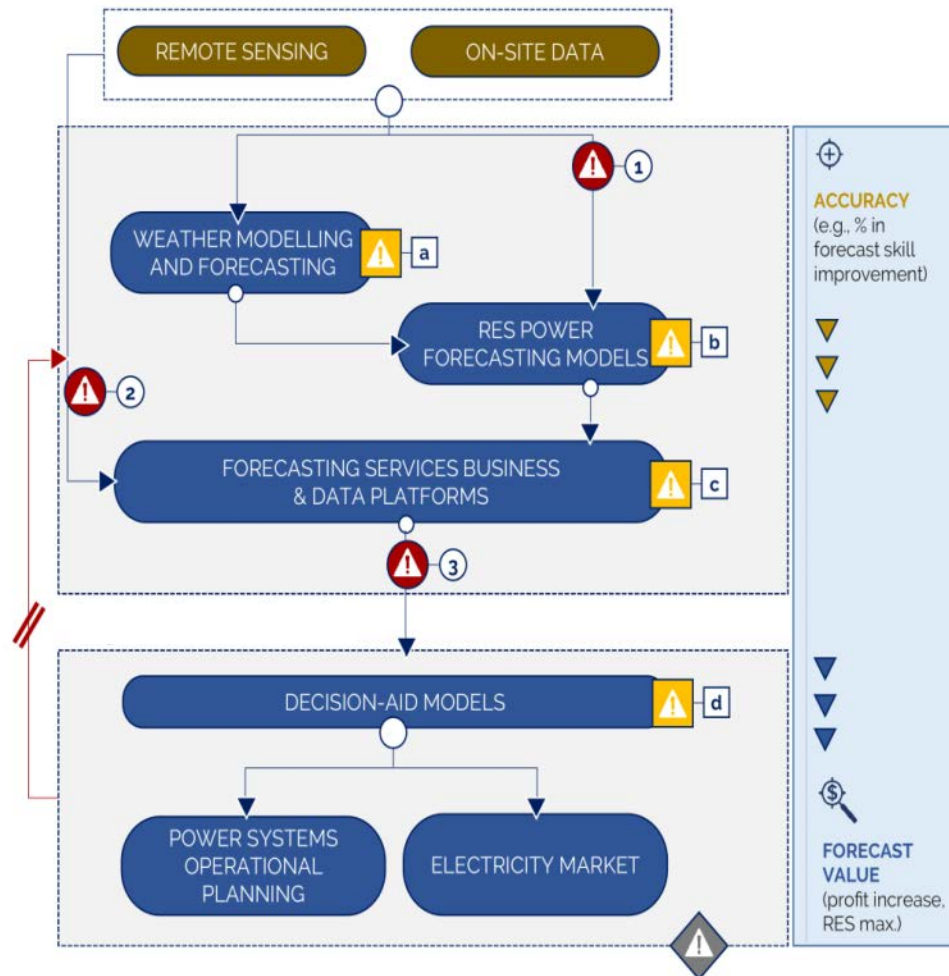 REMOTE SENSING
ON-SITE DATA
1
WEATHER MODELLING
AND FORECASTING
a
RES POWER
FORECASTING MODELS
b
2
FORECASTING SERVICES BUSINESS
& DATA PLATFORMS
c
3
DECISION-AID MODELS
d
POWER SYSTEMS
OPERATIONAL
PLANNING
ELECTRICITY MARKET
ACCURACY
(e.g., % in
forecast skill
improvement)
$
FORECAST
VALUE
(profit increase,
RES max.)